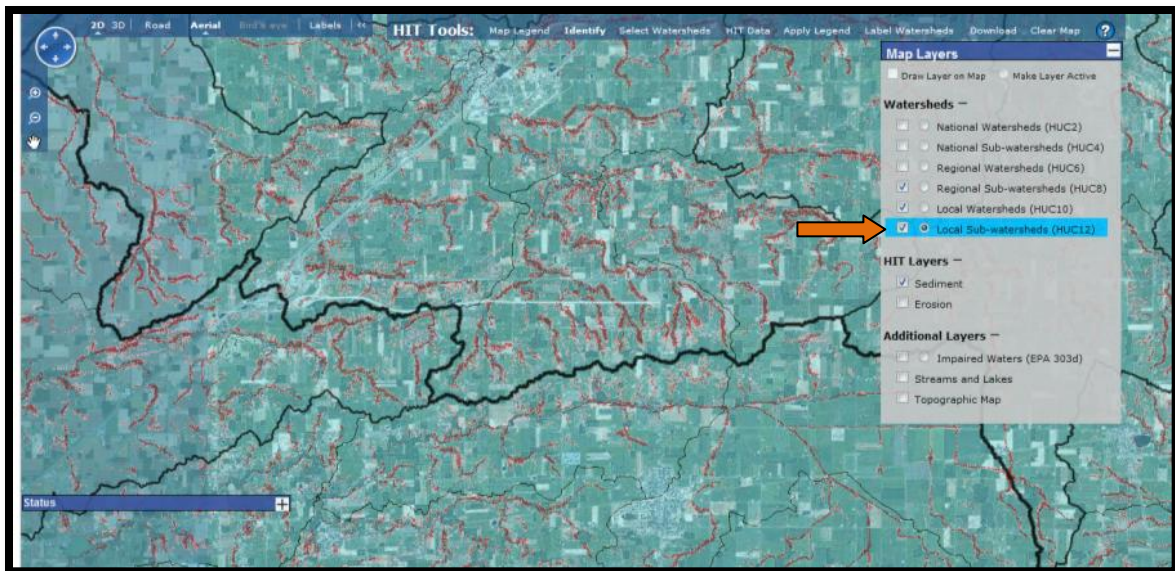 2D 3D Road Aerial Bird's eye Labels <<
HIT Tools: Map Legend Identify Select Watersheds HIT Data Apply Legend Label Watersheds Download Clear Map ?
Map Layers
Draw Layer on Map Make Layer Active
Watersheds
National Watersheds (HUC2)
National Sub-watersheds (HUC4)
Regional Watersheds (HUC6)
Regional Sub-watersheds (HUC8)
Local Watersheds (HUC10)
Local Sub-watersheds (HUC12)
HIT Layers
Sediment
Erosion
Additional Layers
Impaired Waters (EPA 303d)
Streams and Lakes
Topographic Map
Status